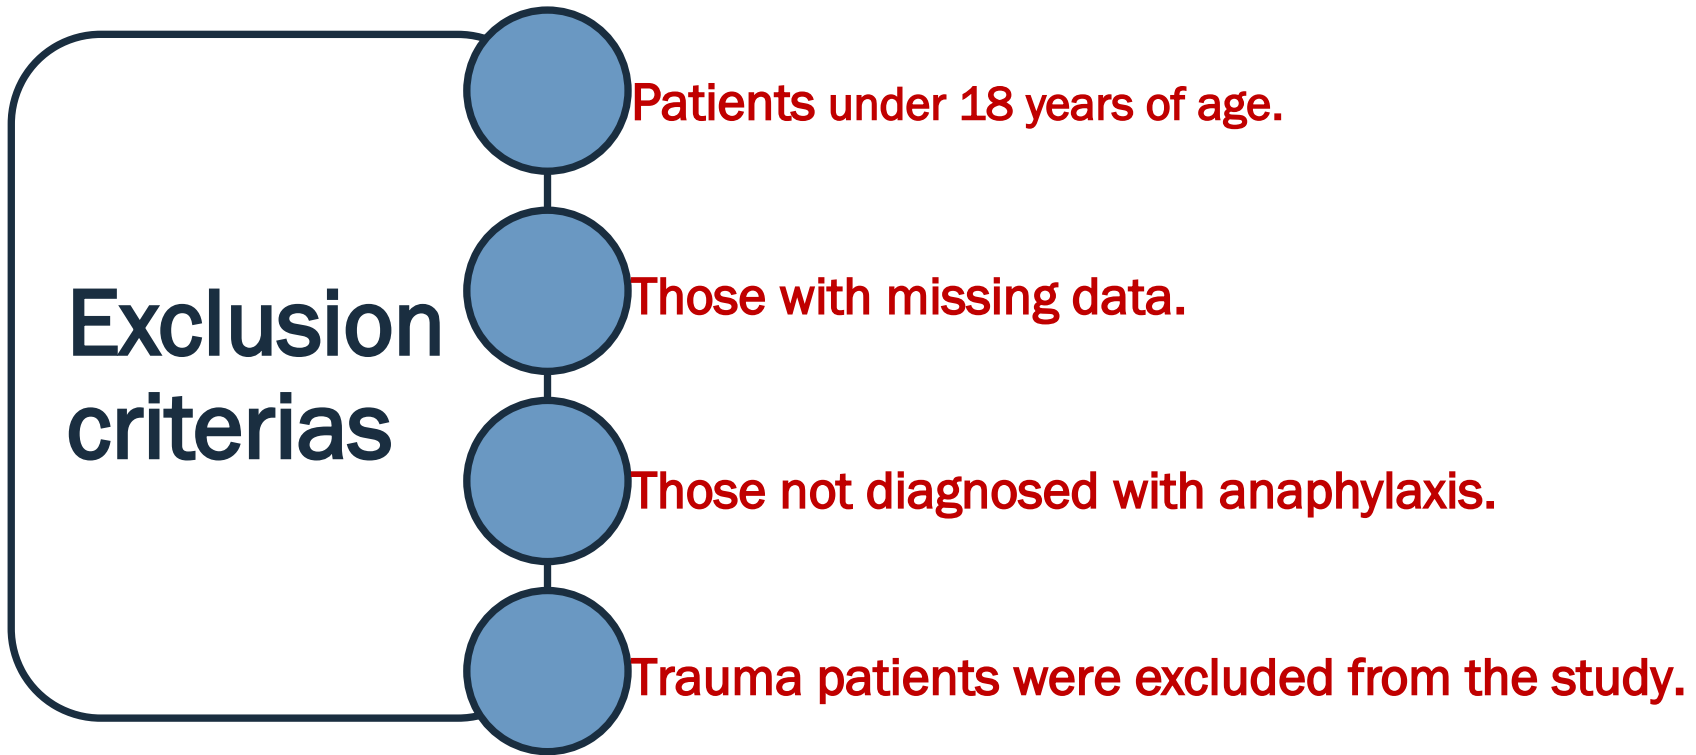 Exclusion
criterias
Patients under 18 years of age.
Those with missing data.
Those not diagnosed with anaphylaxis.
Trauma patients were excluded from the study.